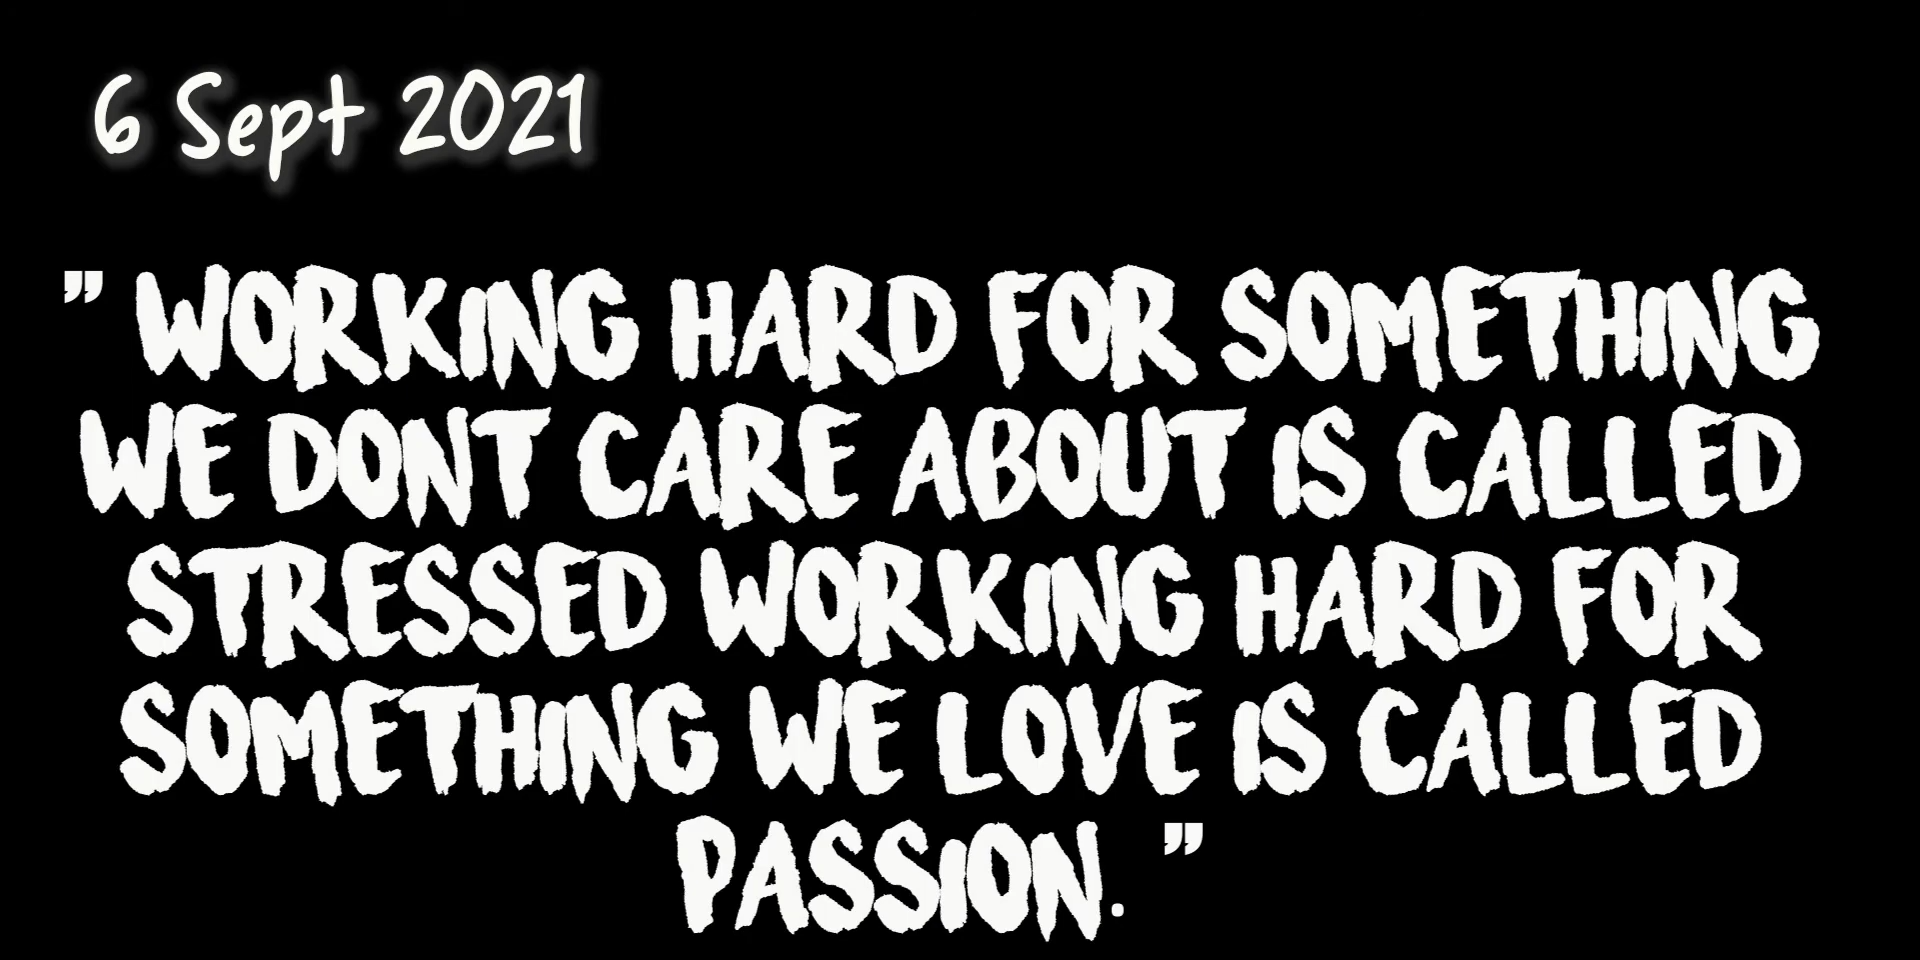 6 Sept 2021
” WORKING HARD FOR SOMETHING
WE DONT CARE ABOUT IS CALLED
STRESSED WORKING HARD FOR
SOMETHING WE LOVE IS CALLED
PASSION. ”